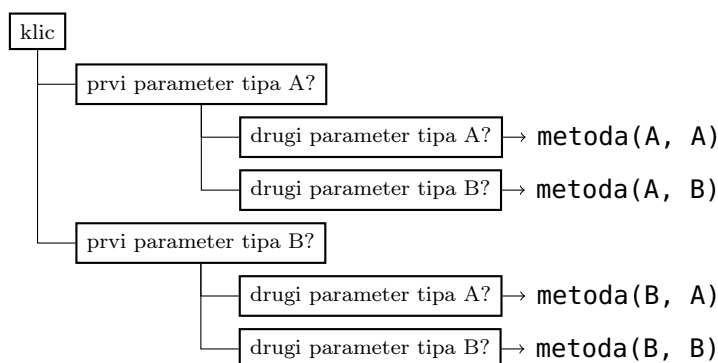 klic
prvi parameter tipa A?
drugi parameter tipa A? metoda(A, A)
drugi parameter tipa B? metoda(A, B)
prvi parameter tipa B?
drugi parameter tipa A? metoda(B, A)
drugi parameter tipa B? metoda(B, B)